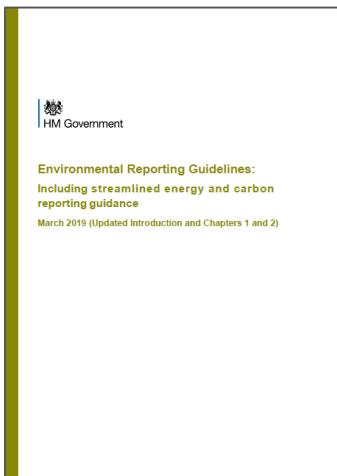 HM Government
Environmental Reporting Guidelines:
Including streamlined energy and carbon
reporting guidance
March 2019 (Updated Introduction and Chapters 1 and 2)